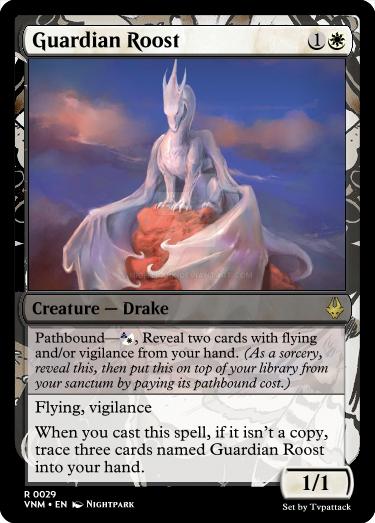 Guardian Roost 1
Creature — Drake
Pathbound—, Reveal two cards with flying
and/or vigilance from your hand. (As a sorcery,
reveal this, then put this on top of your library
from your sanctum by paying its pathbound cost.)
Flying, vigilance
When you cast this spell, if it isn't a copy,
trace three cards named Guardian Roost
into your hand.
1/1
R 0029
VNM • EN Nightpark
Set by Tvpattack